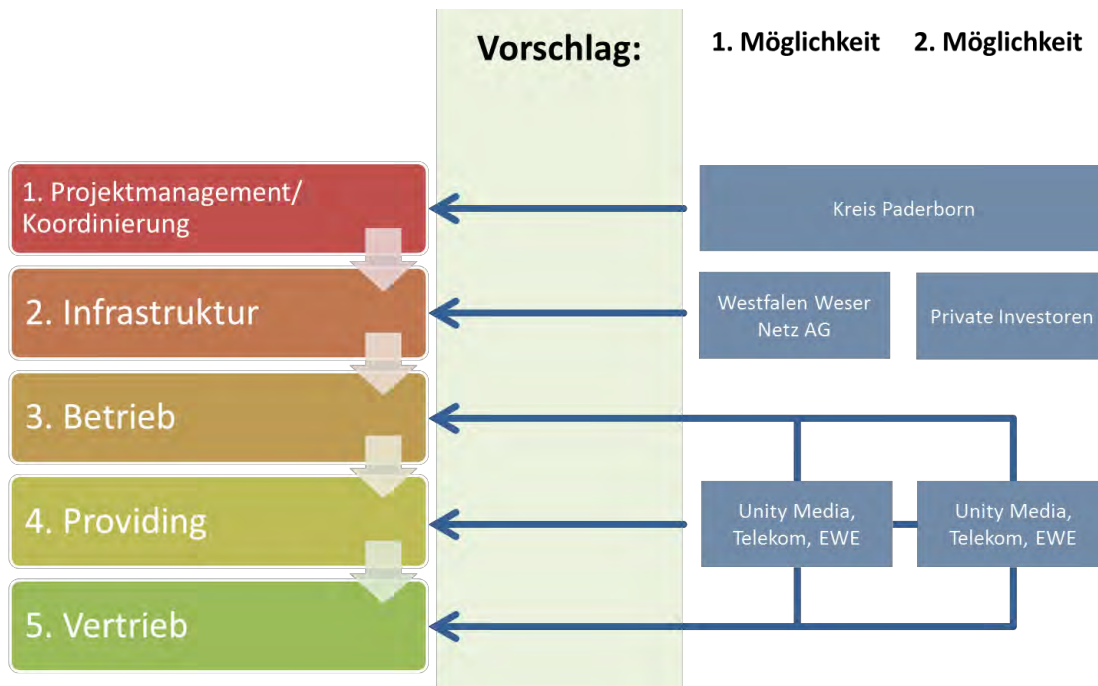 Vorschlag:
1. Möglichkeit
2. Möglichkeit
1. Projektmanagement/
Koordinierung
Kreis Paderborn
2. Infrastruktur
Westfalen Weser
Netz AG
Private Investoren
3. Betrieb
4. Providing
Unity Media,
Telekom, EWE
Unity Media,
Telekom, EWE
5. Vertrieb